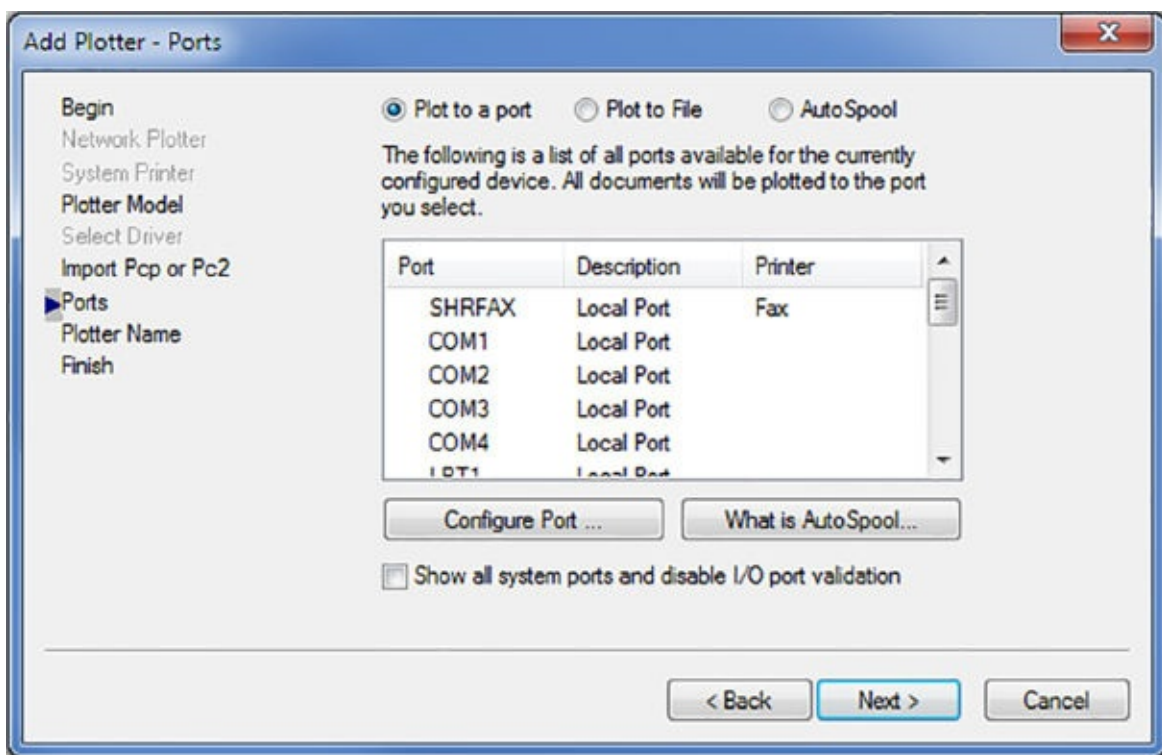 Add Plotter - Ports
Begin
Network Plotter
System Printer
Plotter Model
Select Driver
Import Pcp or Pc2
Ports
Plotter Name
Finish
Plot to a port Plot to File AutoSpool
The following is a list of all ports available for the currently
configured device. All documents will be plotted to the port
you select.
Port Description Printer
SHRFAX Local Port Fax
COM1 Local Port
COM2 Local Port
COM3 Local Port
COM4 Local Port
LPT1 Local Port
Configure Port ... What is AutoSpool...
Show all system ports and disable I/O port validation
< Back Next > Cancel